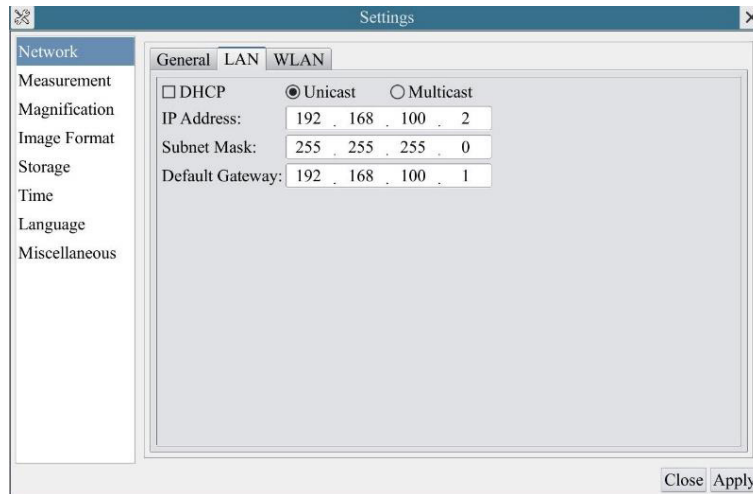 Settings
Network
Measurement
Magnification
Image Format
Storage
Time
Language
Miscellaneous
General LAN WLAN
DHCP Unicast Multicast
IP Address: 192 . 168 . 100 . 2
Subnet Mask: 255 . 255 . 255 . 0
Default Gateway: 192 . 168 . 100 . 1
Close Apply